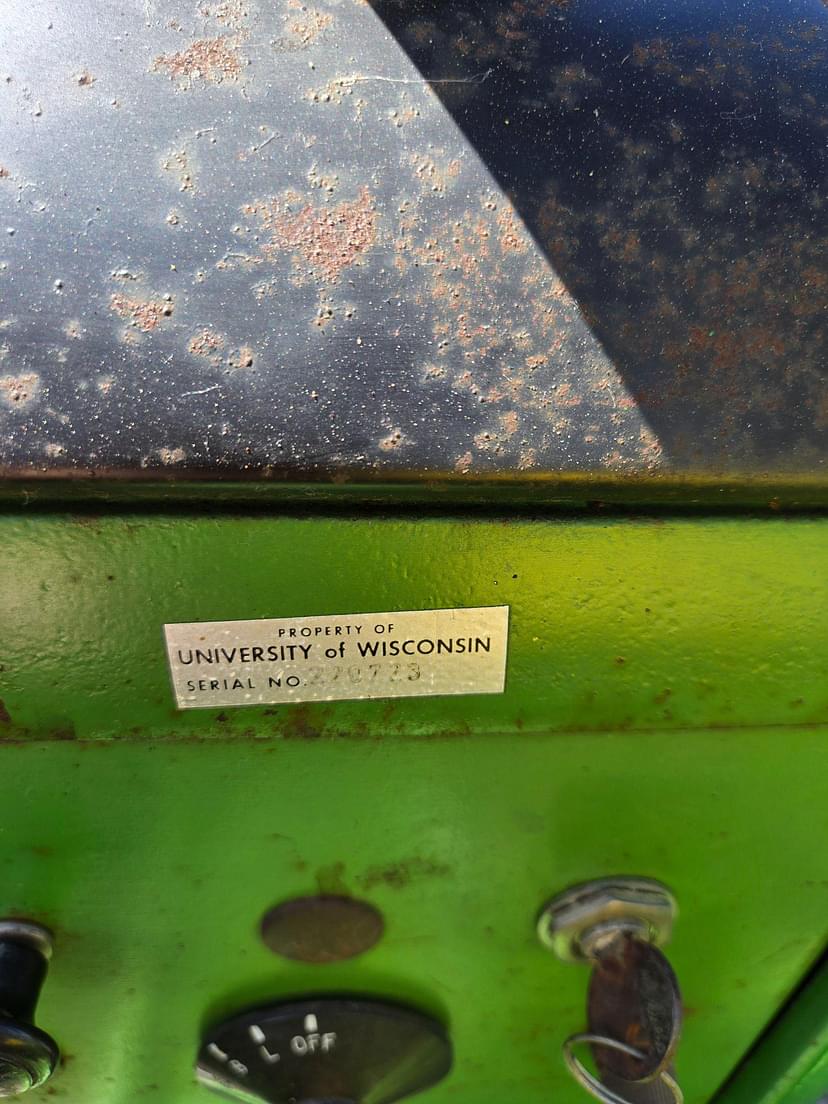 PROPERTY OF
UNIVERSITY of WISCONSIN
SERIAL NO.
B L OFF